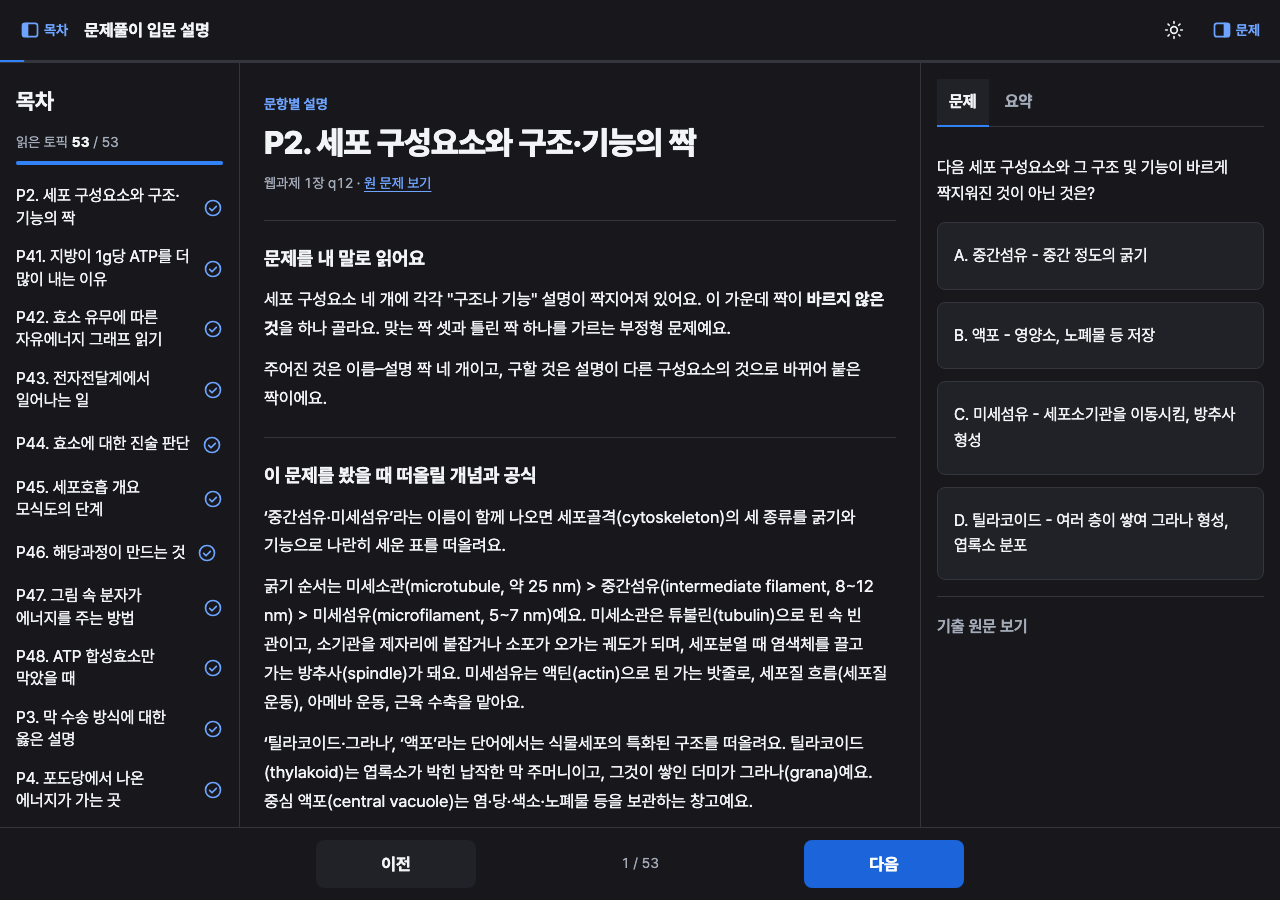 목차
문제풀이 입문 설명
문제
목차
읽은 토픽 53 / 53
P2. 세포 구성요소와 구조·
기능의 짝
P41. 지방이 1g당 ATP를 더
많이 내는 이유
P42. 효소 유무에 따른
자유에너지 그래프 읽기
P43. 전자전달계에서
일어나는 일
P44. 효소에 대한 진술 판단
P45. 세포호흡 개요
모식도의 단계
P46. 해당과정이 만드는 것
P47. 그림 속 분자가
에너지를 주는 방법
P48. ATP 합성효소만
막았을 때
P3. 막 수송 방식에 대한
옳은 설명
P4. 포도당에서 나온
에너지가 가는 곳
문항별 설명
P2. 세포 구성요소와 구조·기능의 짝
웹과제 1장 q12 · 원 문제 보기
문제를 내 말로 읽어요
세포 구성요소 네 개에 각각 "구조나 기능" 설명이 짝지어져 있어요. 이 가운데 짝이 바르지 않은
것을 하나 골라요. 맞는 짝 셋과 틀린 짝 하나를 가르는 부정형 문제예요.
주어진 것은 이름–설명 짝 네 개이고, 구할 것은 설명이 다른 구성요소의 것으로 바뀌어 붙은
짝이에요.
이 문제를 봤을 때 떠올릴 개념과 공식
‘중간섬유·미세섬유’라는 이름이 함께 나오면 세포골격(cytoskeleton)의 세 종류를 굵기와
기능으로 나란히 세운 표를 떠올려요.
굵기 순서는 미세소관(microtubule, 약 25 nm) > 중간섬유(intermediate filament, 8~12
nm) > 미세섬유(microfilament, 5~7 nm)예요. 미세소관은 튜불린(tubulin)으로 된 속 빈
관이고, 소기관을 제자리에 붙잡거나 소포가 오가는 궤도가 되며, 세포분열 때 염색체를 끌고
가는 방추사(spindle)가 돼요. 미세섬유는 액틴(actin)으로 된 가는 밧줄로, 세포질 흐름(세포질
운동), 아메바 운동, 근육 수축을 맡아요.
‘틸라코이드·그라나’, ‘액포’라는 단어에서는 식물세포의 특화된 구조를 떠올려요. 틸라코이드
(thylakoid)는 엽록소가 박힌 납작한 막 주머니이고, 그것이 쌓인 더미가 그라나(grana)예요.
중심 액포(central vacuole)는 염·당·색소·노폐물 등을 보관하는 창고예요.
문제
요약
다음 세포 구성요소와 그 구조 및 기능이 바르게
짝지워진 것이 아닌 것은?
A. 중간섬유 - 중간 정도의 굵기
B. 액포 - 영양소, 노폐물 등 저장
C. 미세섬유 - 세포소기관을 이동시킴, 방추사
형성
D. 틸라코이드 - 여러 층이 쌓여 그라나 형성,
엽록소 분포
기출 원문 보기
이전
1 / 53
다음